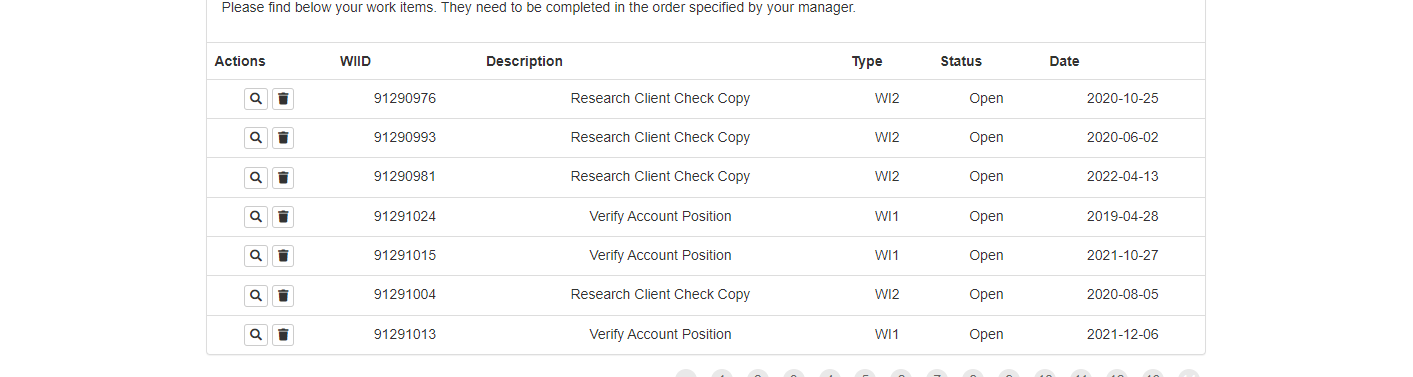 Please find below your work items. They need to be completed in the order specified by your manager.
Actions WIID Description Type Status Date
91290976 Research Client Check Copy WI2 Open 2020-10-25
91290993 Research Client Check Copy WI2 Open 2020-06-02
91290981 Research Client Check Copy WI2 Open 2022-04-13
91291024 Verify Account Position WI1 Open 2019-04-28
91291015 Verify Account Position WI1 Open 2021-10-27
91291004 Research Client Check Copy WI2 Open 2020-08-05
91291013 Verify Account Position WI1 Open 2021-12-06